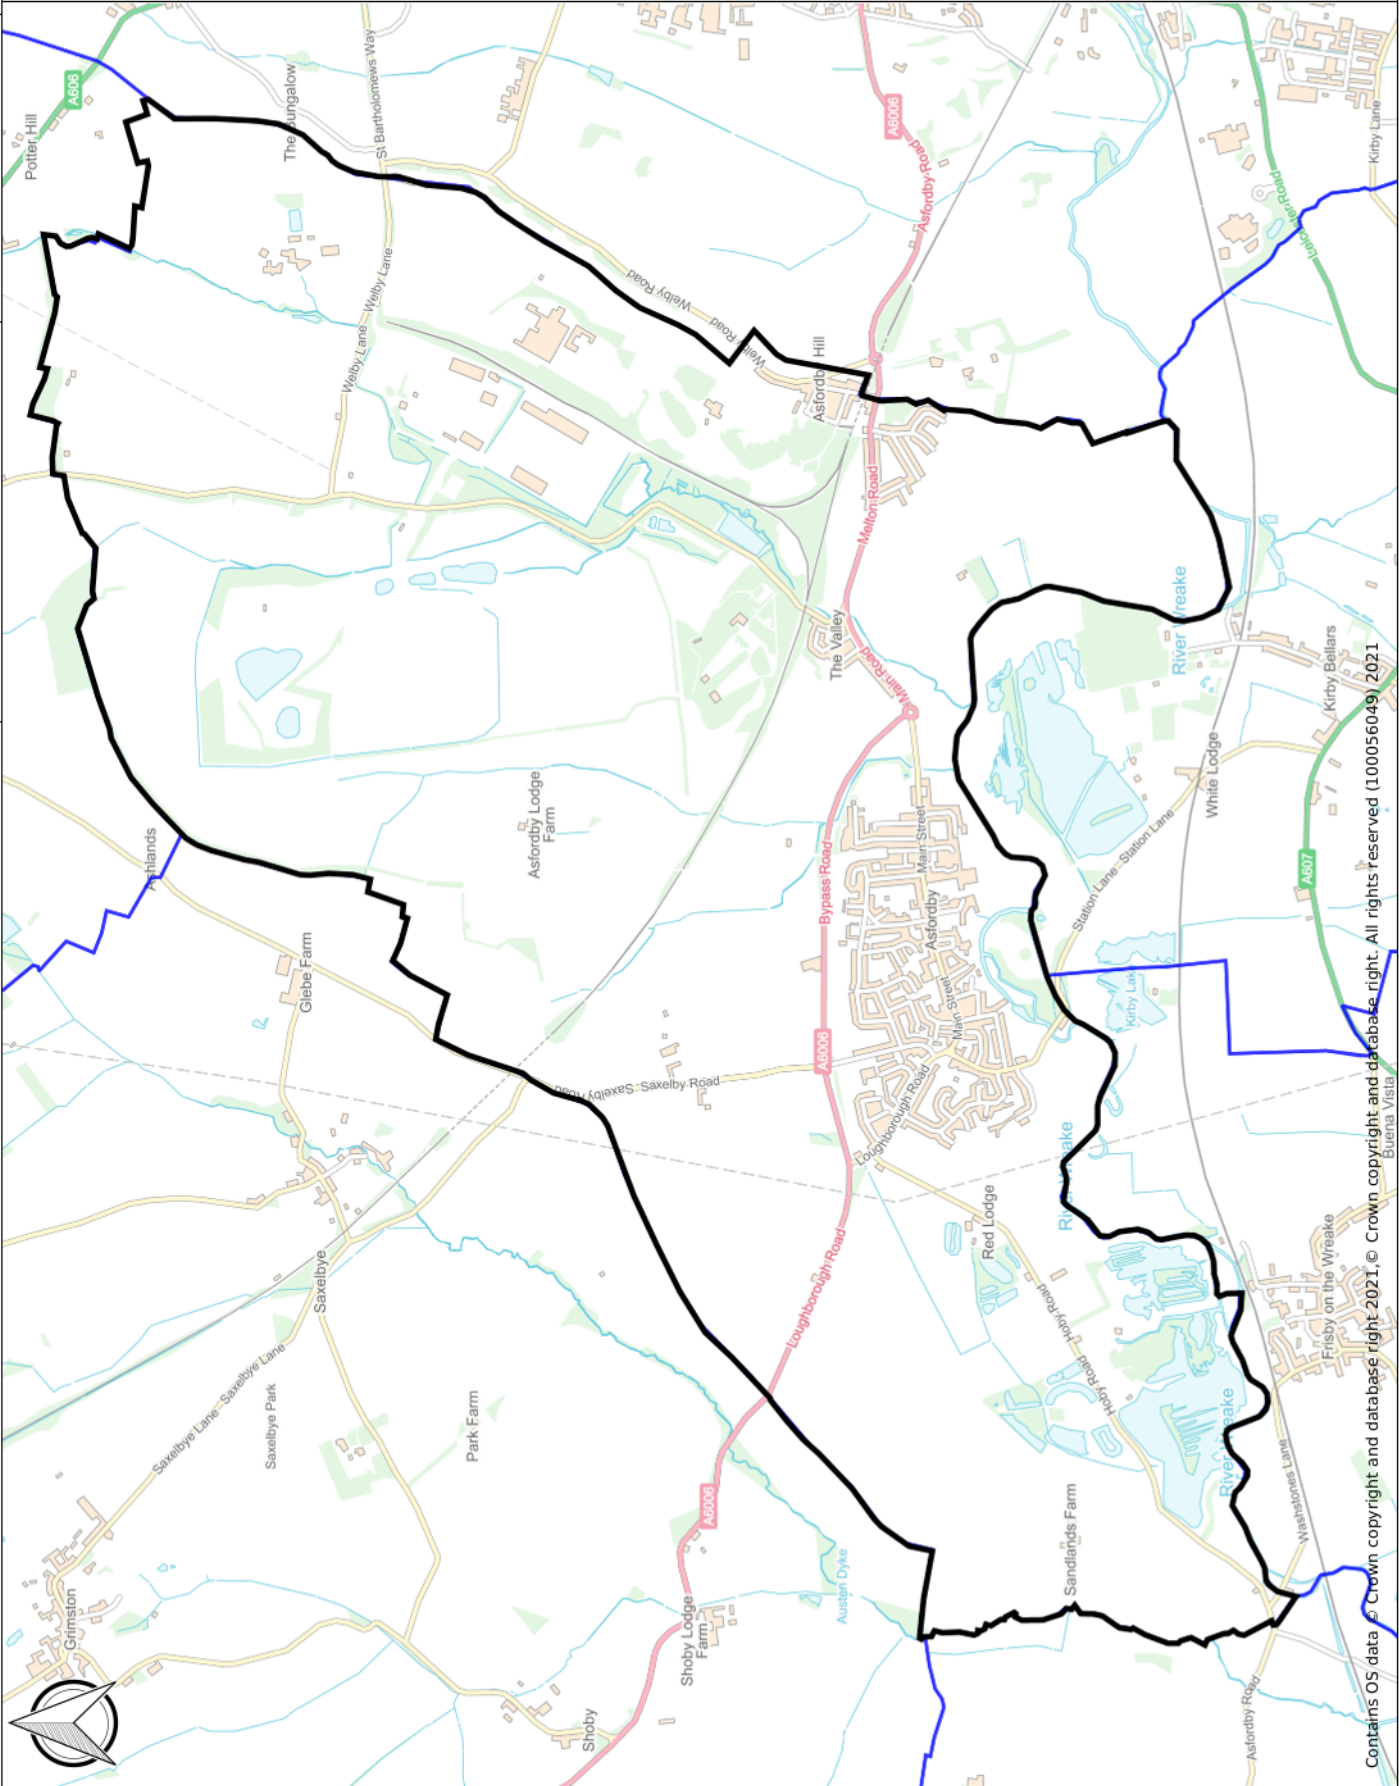 Grimston
Saxelbye Lane
Saxelbye Lane
Saxelbye Park
Saxelbye
Park Farm
Shoby
Shoby Lodge
Farm
A6006
Austen Dyke
Loughborough Road
Glebe Farm
Ashlands
Potter Hill
A606
The Bungalow
St Bartholomews Way
Welby Lane
Welby Lane
Welby Road
Welby Road
Asfordby Hill
A6006
Asfordby Road
Melton Road
The Valley
Main Road
Asfordby Lodge
Farm
Bypass Road
A6006
Saxelby Road
Saxelby Road
Main Street
Asfordby
Main Street
Loughborough Road
Red Lodge
Hoby Road
Hoby Road
Hoby Road
Sandlands Farm
River Wreake
River Wreake
River Wreake
Station Lane
Station Lane
Kirby Lake
White Lodge
Kirby Bellars
A607
Leicester Road
Kirby Lane
Frisby on the Wreake
Washstones Lane
Asfordby Road
Buena Vista
Contains OS data © Crown copyright and database right 2021,© Crown copyright and database right. All rights reserved (100056049) 2021